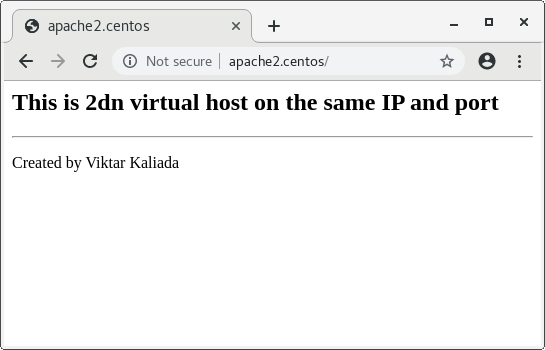 apache2.centos
Not secure apache2.centos/
This is 2dn virtual host on the same IP and port
Created by Viktar Kaliada